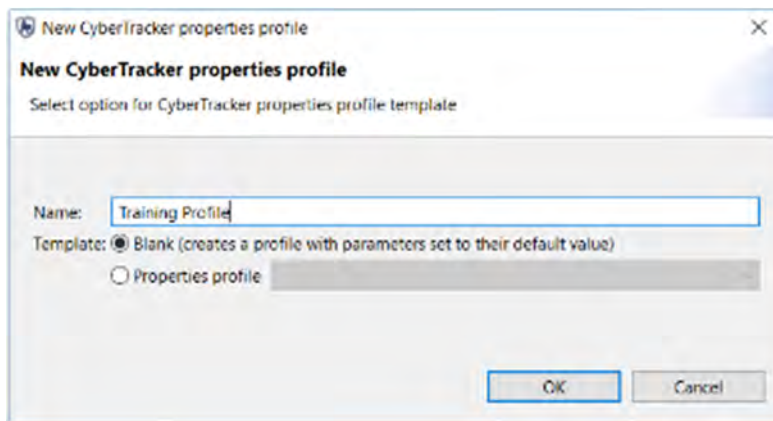 New CyberTracker properties profile
New CyberTracker properties profile
Select option for CyberTracker properties profile template
Name: Training Profile
Template: Blank (creates a profile with parameters set to their default value)
Properties profile
OK Cancel